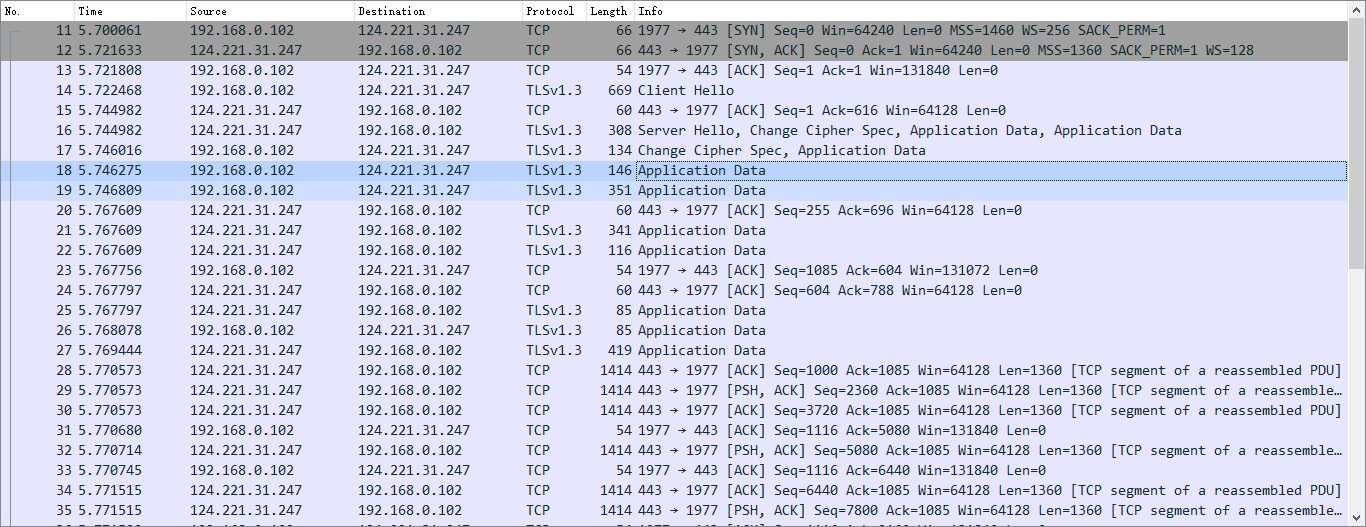 No. Time Source Destination Protocol Length Info
11 5.700061 192.168.0.102 124.221.31.247 TCP 66 1977 → 443 [SYN] Seq=0 Win=64240 Len=0 MSS=1460 WS=256 SACK_PERM=1
12 5.721633 124.221.31.247 192.168.0.102 TCP 66 443 → 1977 [SYN, ACK] Seq=0 Ack=1 Win=64240 Len=0 MSS=1360 SACK_PERM=1 WS=128
13 5.721808 192.168.0.102 124.221.31.247 TCP 54 1977 → 443 [ACK] Seq=1 Ack=1 Win=131840 Len=0
14 5.722468 192.168.0.102 124.221.31.247 TLSv1.3 669 Client Hello
15 5.744982 124.221.31.247 192.168.0.102 TCP 60 443 → 1977 [ACK] Seq=1 Ack=616 Win=64128 Len=0
16 5.744982 124.221.31.247 192.168.0.102 TLSv1.3 308 Server Hello, Change Cipher Spec, Application Data, Application Data
17 5.746016 192.168.0.102 124.221.31.247 TLSv1.3 134 Change Cipher Spec, Application Data
18 5.746275 192.168.0.102 124.221.31.247 TLSv1.3 146 Application Data
19 5.746809 192.168.0.102 124.221.31.247 TLSv1.3 351 Application Data
20 5.767609 124.221.31.247 192.168.0.102 TCP 60 443 → 1977 [ACK] Seq=255 Ack=696 Win=64128 Len=0
21 5.767609 124.221.31.247 192.168.0.102 TLSv1.3 341 Application Data
22 5.767609 124.221.31.247 192.168.0.102 TLSv1.3 116 Application Data
23 5.767756 192.168.0.102 124.221.31.247 TCP 54 1977 → 443 [ACK] Seq=1085 Ack=604 Win=131072 Len=0
24 5.767797 124.221.31.247 192.168.0.102 TCP 60 443 → 1977 [ACK] Seq=604 Ack=788 Win=64128 Len=0
25 5.767797 124.221.31.247 192.168.0.102 TLSv1.3 85 Application Data
26 5.768078 192.168.0.102 124.221.31.247 TLSv1.3 85 Application Data
27 5.769444 124.221.31.247 192.168.0.102 TLSv1.3 419 Application Data
28 5.770573 124.221.31.247 192.168.0.102 TCP 1414 443 → 1977 [ACK] Seq=1000 Ack=1085 Win=64128 Len=1360 [TCP segment of a reassembled PDU]
29 5.770573 124.221.31.247 192.168.0.102 TCP 1414 443 → 1977 [PSH, ACK] Seq=2360 Ack=1085 Win=64128 Len=1360 [TCP segment of a reassemble…
30 5.770573 124.221.31.247 192.168.0.102 TCP 1414 443 → 1977 [ACK] Seq=3720 Ack=1085 Win=64128 Len=1360 [TCP segment of a reassembled PDU]
31 5.770680 192.168.0.102 124.221.31.247 TCP 54 1977 → 443 [ACK] Seq=1116 Ack=5080 Win=131840 Len=0
32 5.770714 124.221.31.247 192.168.0.102 TCP 1414 443 → 1977 [PSH, ACK] Seq=5080 Ack=1085 Win=64128 Len=1360 [TCP segment of a reassemble…
33 5.770745 192.168.0.102 124.221.31.247 TCP 54 1977 → 443 [ACK] Seq=1116 Ack=6440 Win=131840 Len=0
34 5.771515 124.221.31.247 192.168.0.102 TCP 1414 443 → 1977 [ACK] Seq=6440 Ack=1085 Win=64128 Len=1360 [TCP segment of a reassembled PDU]
35 5.771515 124.221.31.247 192.168.0.102 TCP 1414 443 → 1977 [PSH, ACK] Seq=7800 Ack=1085 Win=64128 Len=1360 [TCP segment of a reassemble…